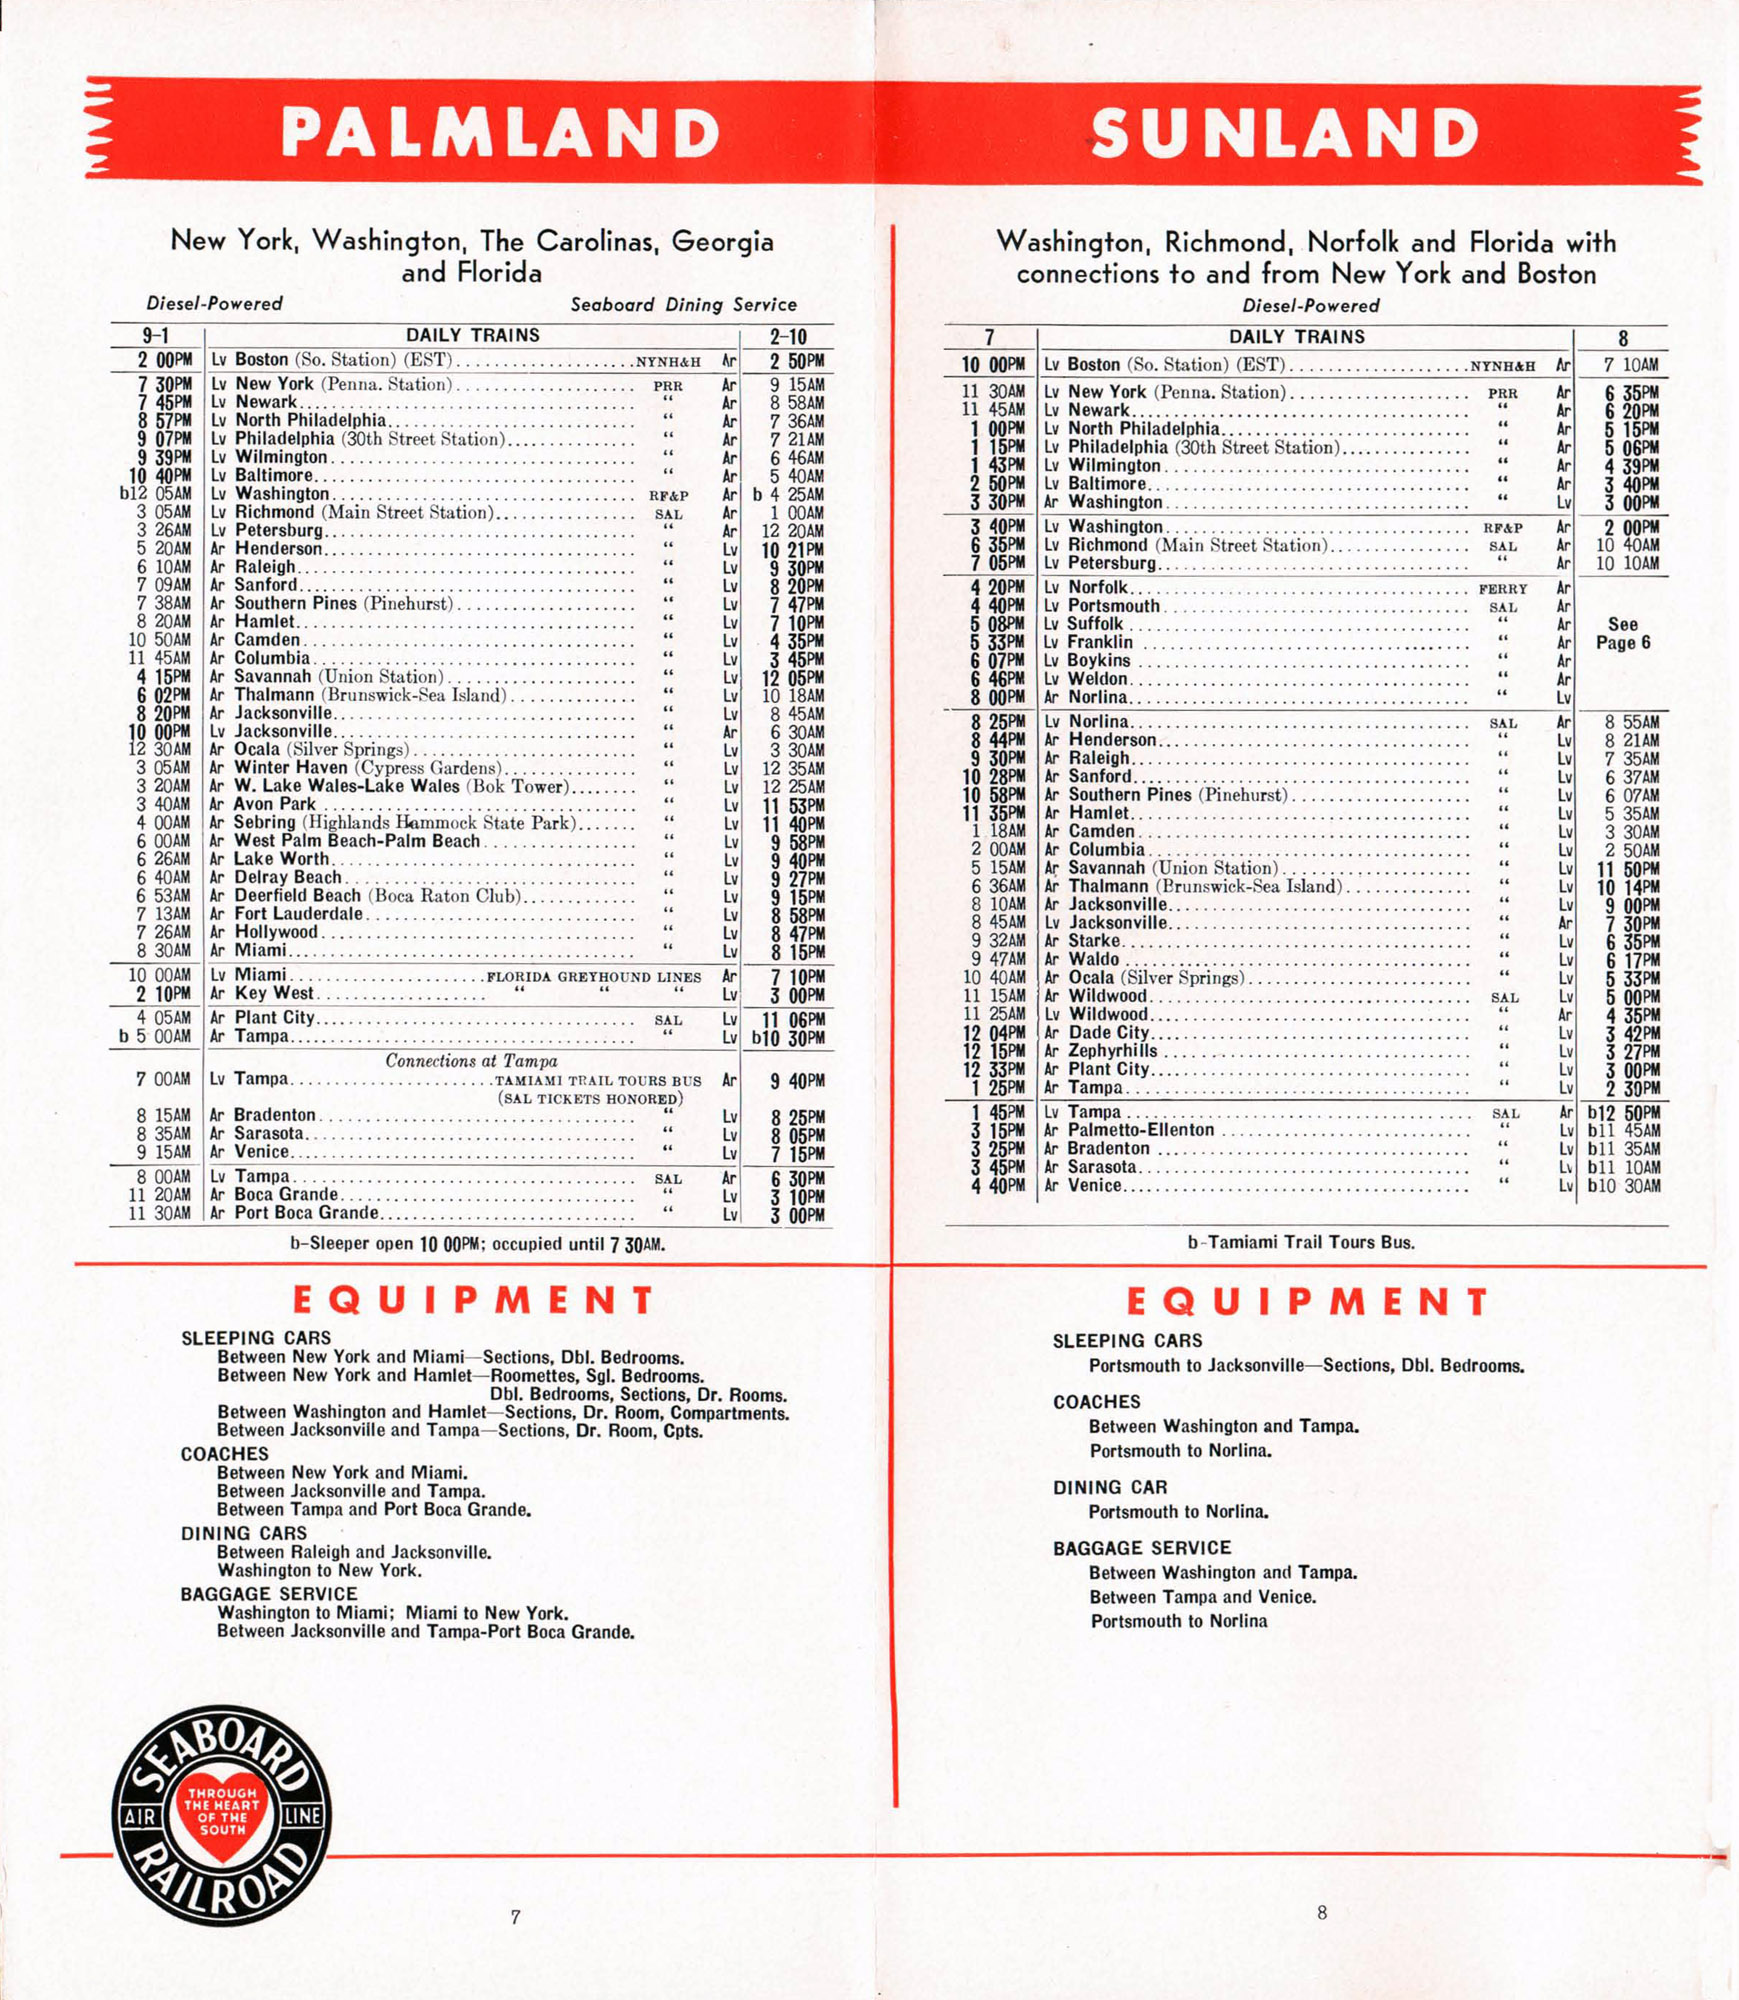 PALMLAND
New York, Washington, The Carolinas, Georgia
and Florida
Diesel-Powered Seaboard Dining Service
9-1 DAILY TRAINS 2-10
2 00PM Lv Boston (So. Station) (EST) NYNH&H Ar 2 50PM
7 30PM Lv New York (Penna. Station) PRR Ar 9 15AM
7 45PM Lv Newark “ Ar 8 58AM
8 57PM Lv North Philadelphia “ Ar 7 36AM
9 07PM Lv Philadelphia (30th Street Station) “ Ar 7 21AM
9 39PM Lv Wilmington “ Ar 6 46AM
10 40PM Lv Baltimore “ Ar 5 40AM
b12 05AM Lv Washington RF&P Ar b 4 25AM
3 05AM Lv Richmond (Main Street Station) SAL Ar 1 00AM
3 26AM Lv Petersburg “ Ar 12 20AM
5 20AM Ar Henderson “ Lv 10 21PM
6 10AM Ar Raleigh “ Lv 9 30PM
7 09AM Ar Sanford “ Lv 8 20PM
7 38AM Ar Southern Pines (Pinehurst) “ Lv 7 47PM
8 20AM Ar Hamlet “ Lv 7 10PM
10 50AM Ar Camden “ Lv 4 35PM
11 45AM Ar Columbia “ Lv 3 45PM
4 15PM Ar Savannah (Union Station) “ Lv 12 05PM
6 02PM Ar Thalmann (Brunswick-Sea Island) “ Lv 10 18AM
8 20PM Ar Jacksonville “ Lv 8 45AM
10 00PM Lv Jacksonville “ Ar 6 30AM
12 30AM Ar Ocala (Silver Springs) “ Lv 3 30AM
3 05AM Ar Winter Haven (Cypress Gardens) “ Lv 12 35AM
3 20AM Ar W. Lake Wales-Lake Wales (Bok Tower) “ Lv 12 25AM
3 40AM Ar Avon Park “ Lv 11 53PM
4 00AM Ar Sebring (Highlands Hammock State Park) “ Lv 11 40PM
6 00AM Ar West Palm Beach-Palm Beach “ Lv 9 58PM
6 26AM Ar Lake Worth “ Lv 9 40PM
6 40AM Ar Delray Beach “ Lv 9 27PM
6 53AM Ar Deerfield Beach (Boca Raton Club) “ Lv 9 15PM
7 13AM Ar Fort Lauderdale “ Lv 8 58PM
7 26AM Ar Hollywood “ Lv 8 47PM
8 30AM Ar Miami “ Lv 8 15PM
10 00AM Lv Miami FLORIDA GREYHOUND LINES Ar 7 10PM
2 10PM Ar Key West “ “ “ Lv 3 00PM
4 05AM Ar Plant City SAL Lv 11 06PM
b 5 00AM Ar Tampa “ Lv b10 30PM
Connections at Tampa
7 00AM Lv Tampa TAMIAMI TRAIL TOURS BUS Ar 9 40PM
(SAL TICKETS HONORED)
8 15AM Ar Bradenton “ Lv 8 25PM
8 35AM Ar Sarasota “ Lv 8 05PM
9 15AM Ar Venice “ Lv 7 15PM
8 00AM Lv Tampa SAL Ar 6 30PM
11 20AM Ar Boca Grande “ Lv 3 10PM
11 30AM Ar Port Boca Grande “ Lv 3 00PM
b-Sleeper open 10 00PM; occupied until 7 30AM.
EQUIPMENT
SLEEPING CARS
Between New York and Miami—Sections, Dbl. Bedrooms.
Between New York and Hamlet—Roomettes, Sgl. Bedrooms.
Dbl. Bedrooms, Sections, Dr. Rooms.
Between Washington and Hamlet—Sections, Dr. Room, Compartments.
Between Jacksonville and Tampa—Sections, Dr. Room, Cpts.
COACHES
Between New York and Miami.
Between Jacksonville and Tampa.
Between Tampa and Port Boca Grande.
DINING CARS
Between Raleigh and Jacksonville.
Washington to New York.
BAGGAGE SERVICE
Washington to Miami; Miami to New York.
Between Jacksonville and Tampa-Port Boca Grande.
SEABOARD
AIR LINE
RAILROAD
THROUGH
THE HEART
OF THE
SOUTH
7
SUNLAND
Washington, Richmond, Norfolk and Florida with
connections to and from New York and Boston
Diesel-Powered
7 DAILY TRAINS 8
10 00PM Lv Boston (So. Station) (EST) NYNH&H Ar 7 10AM
11 30AM Lv New York (Penna. Station) PRR Ar 6 35PM
11 45AM Lv Newark “ Ar 6 20PM
1 00PM Lv North Philadelphia “ Ar 5 15PM
1 15PM Lv Philadelphia (30th Street Station) “ Ar 5 06PM
1 43PM Lv Wilmington “ Ar 4 39PM
2 50PM Lv Baltimore “ Ar 3 40PM
3 30PM Ar Washington “ Lv 3 00PM
3 40PM Lv Washington RF&P Ar 2 00PM
6 35PM Lv Richmond (Main Street Station) SAL Ar 10 40AM
7 05PM Lv Petersburg “ Ar 10 10AM
4 20PM Lv Norfolk FERRY Ar
4 40PM Lv Portsmouth SAL Ar
5 08PM Lv Suffolk “ Ar See
5 33PM Lv Franklin “ Ar Page 6
6 07PM Lv Boykins “ Ar
6 46PM Lv Weldon “ Ar
8 00PM Ar Norlina “ Lv
8 25PM Lv Norlina SAL Ar 8 55AM
8 44PM Ar Henderson “ Lv 8 21AM
9 30PM Ar Raleigh “ Lv 7 35AM
10 28PM Ar Sanford “ Lv 6 37AM
10 58PM Ar Southern Pines (Pinehurst) “ Lv 6 07AM
11 35PM Ar Hamlet “ Lv 5 35AM
1 18AM Ar Camden “ Lv 3 30AM
2 00AM Ar Columbia “ Lv 2 50AM
5 15AM Ar Savannah (Union Station) “ Lv 11 50PM
6 36AM Ar Thalmann (Brunswick-Sea Island) “ Lv 10 14PM
8 10AM Ar Jacksonville “ Lv 9 00PM
8 45AM Lv Jacksonville “ Ar 7 30PM
9 32AM Ar Starke “ Lv 6 35PM
9 47AM Ar Waldo “ Lv 6 17PM
10 40AM Ar Ocala (Silver Springs) “ Lv 5 33PM
11 15AM Ar Wildwood SAL Lv 5 00PM
11 25AM Lv Wildwood “ Ar 4 35PM
12 04PM Ar Dade City “ Lv 3 42PM
12 15PM Ar Zephyrhills “ Lv 3 27PM
12 33PM Ar Plant City “ Lv 3 00PM
1 25PM Ar Tampa “ Lv 2 30PM
1 45PM Lv Tampa SAL Ar b12 50PM
3 15PM Ar Palmetto-Ellenton “ Lv b11 45AM
3 25PM Ar Bradenton “ Lv b11 35AM
3 45PM Ar Sarasota “ Lv b11 10AM
4 40PM Ar Venice “ Lv b10 30AM
b-Tamiami Trail Tours Bus.
EQUIPMENT
SLEEPING CARS
Portsmouth to Jacksonville—Sections, Dbl. Bedrooms.
COACHES
Between Washington and Tampa.
Portsmouth to Norlina.
DINING CAR
Portsmouth to Norlina.
BAGGAGE SERVICE
Between Washington and Tampa.
Between Tampa and Venice.
Portsmouth to Norlina
8